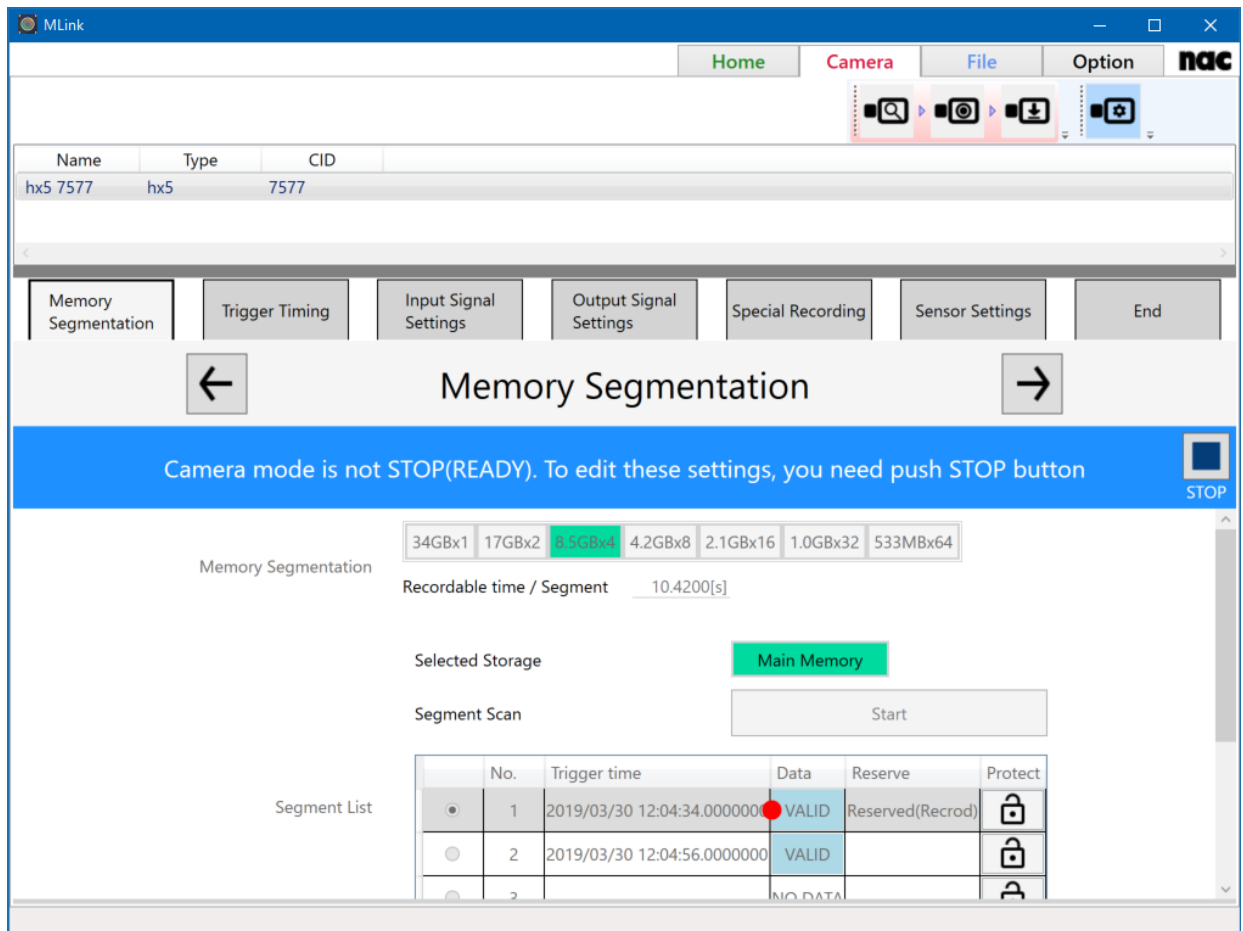 MLink
Home Camera File Option nac
Name Type CID
hx5 7577 hx5 7577
Memory Segmentation
Trigger Timing
Input Signal Settings
Output Signal Settings
Special Recording
Sensor Settings
End
Memory Segmentation
Camera mode is not STOP(READY). To edit these settings, you need push STOP button
STOP
Memory Segmentation
34GBx1 17GBx2 8.5GBx4 4.2GBx8 2.1GBx16 1.0GBx32 533MBx64
Recordable time / Segment 10.4200[s]
Selected Storage Main Memory
Segment Scan Start
Segment List
No. Trigger time Data Reserve Protect
1 2019/03/30 12:04:34.0000000 VALID Reserved(Recrod)
2 2019/03/30 12:04:56.0000000 VALID
3 NO DATA